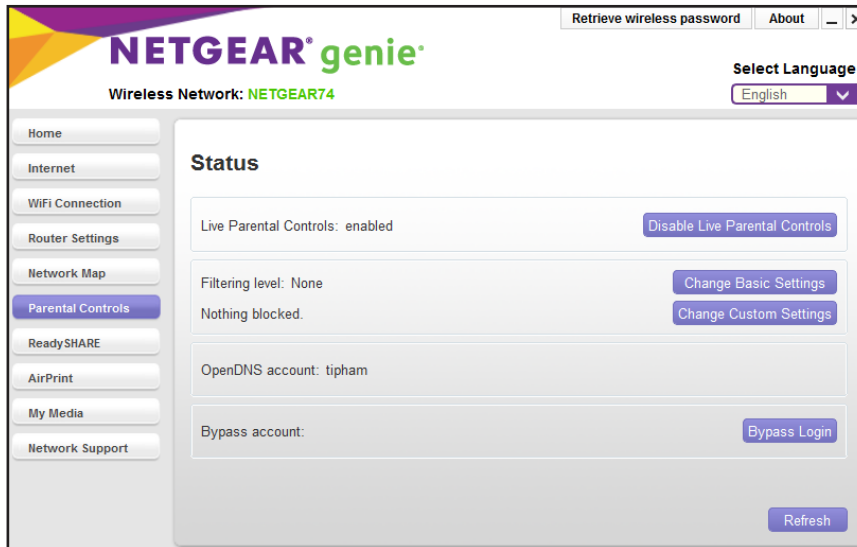 Retrieve wireless password About
NETGEAR® genie®
Select Language
Wireless Network: NETGEAR74
English
Home
Internet
WiFi Connection
Router Settings
Network Map
Parental Controls
ReadySHARE
AirPrint
My Media
Network Support
Status
Live Parental Controls: enabled
Disable Live Parental Controls
Filtering level: None
Change Basic Settings
Nothing blocked.
Change Custom Settings
OpenDNS account: tipham
Bypass account:
Bypass Login
Refresh